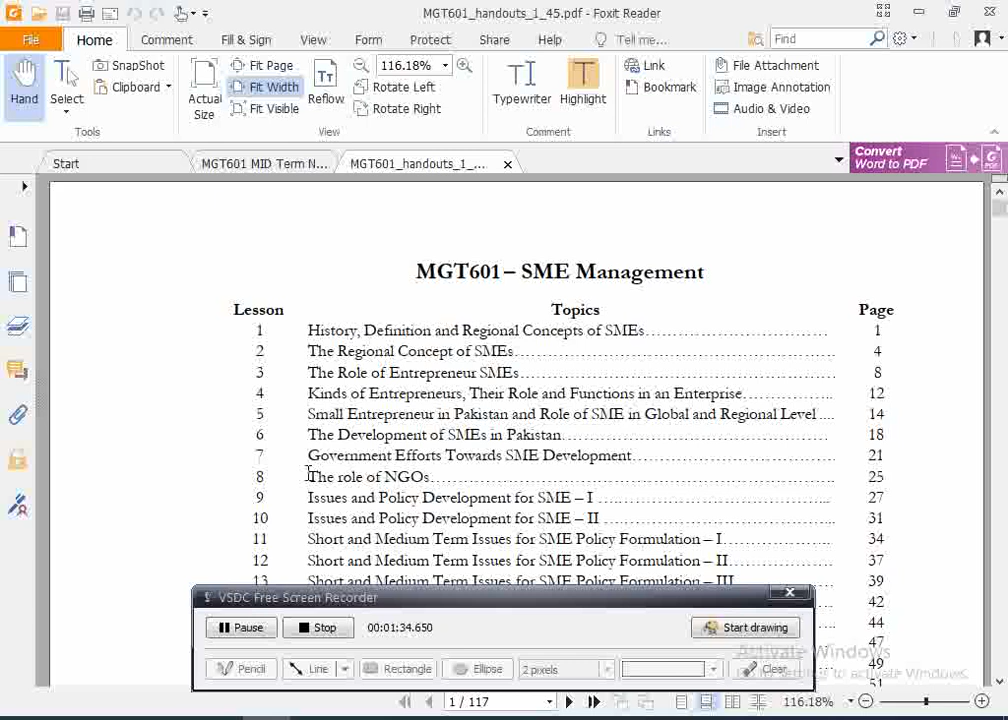 MGT601_handouts_1_45.pdf - Foxit Reader
File Home Comment Fill & Sign View Form Protect Share Help Tell me... Find
Hand
Select
SnapShot
Clipboard
Tools
Actual Size
Fit Page
Fit Width
Fit Visible
Reflow
116.18%
Rotate Left
Rotate Right
View
Typewriter
Highlight
Comment
Link
Bookmark
Links
File Attachment
Image Annotation
Audio & Video
Insert
Start MGT601 MID Term N... MGT601_handouts_1_...
Convert
Word to PDF
MGT601 – SME Management
Lesson Topics Page
1 History, Definition and Regional Concepts of SMEs 1
2 The Regional Concept of SMEs 4
3 The Role of Entrepreneur SMEs 8
4 Kinds of Entrepreneurs, Their Role and Functions in an Enterprise 12
5 Small Entrepreneur in Pakistan and Role of SME in Global and Regional Level 14
6 The Development of SMEs in Pakistan 18
7 Government Efforts Towards SME Development 21
8 The role of NGOs 25
9 Issues and Policy Development for SME – I 27
10 Issues and Policy Development for SME – II 31
11 Short and Medium Term Issues for SME Policy Formulation – I 34
12 Short and Medium Term Issues for SME Policy Formulation – II 37
13 Short and Medium Term Issues for SME Policy Formulation – III 39
42
44
47
49
51
VSDC Free Screen Recorder
Pause Stop 00:01:34.650 Start drawing
Pencil Line Rectangle Ellipse 2 pixels Clear
Activate Windows
Go to Settings to activate Windows.
1 / 117
116.18%